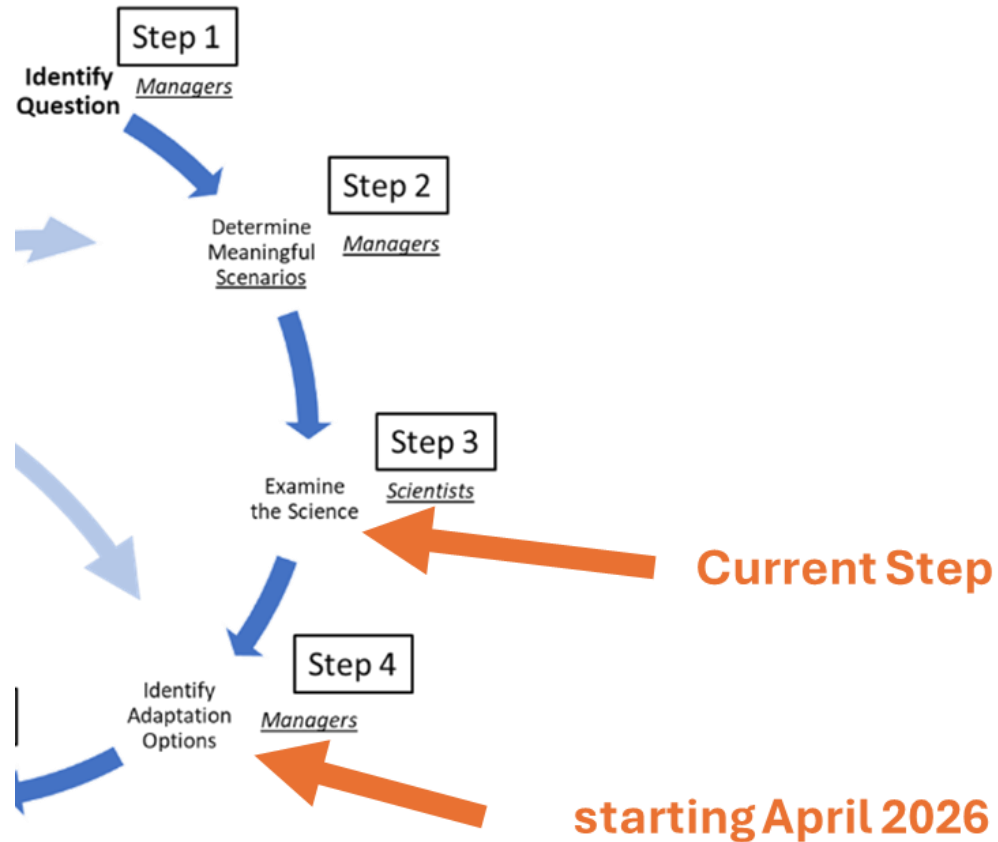 Step 1
Identify
Question
Managers
Step 2
Determine
Meaningful
Scenarios
Managers
Step 3
Examine
the Science
Scientists
Current Step
Step 4
Identify
Adaptation
Options
Managers
starting April 2026